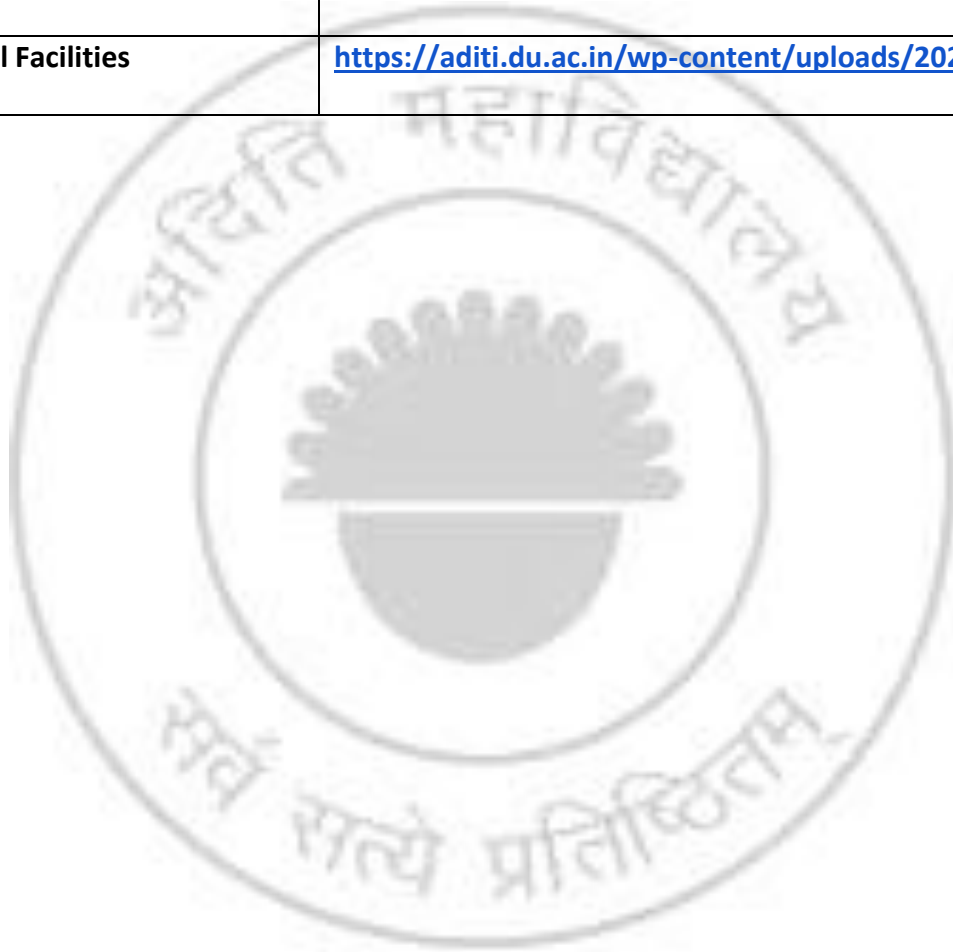 l Facilities
https://aditi.du.ac.in/wp-content/uploads/202
अदिति महाविद्यालय
सर्वं सत्ये प्रतिष्ठितम्